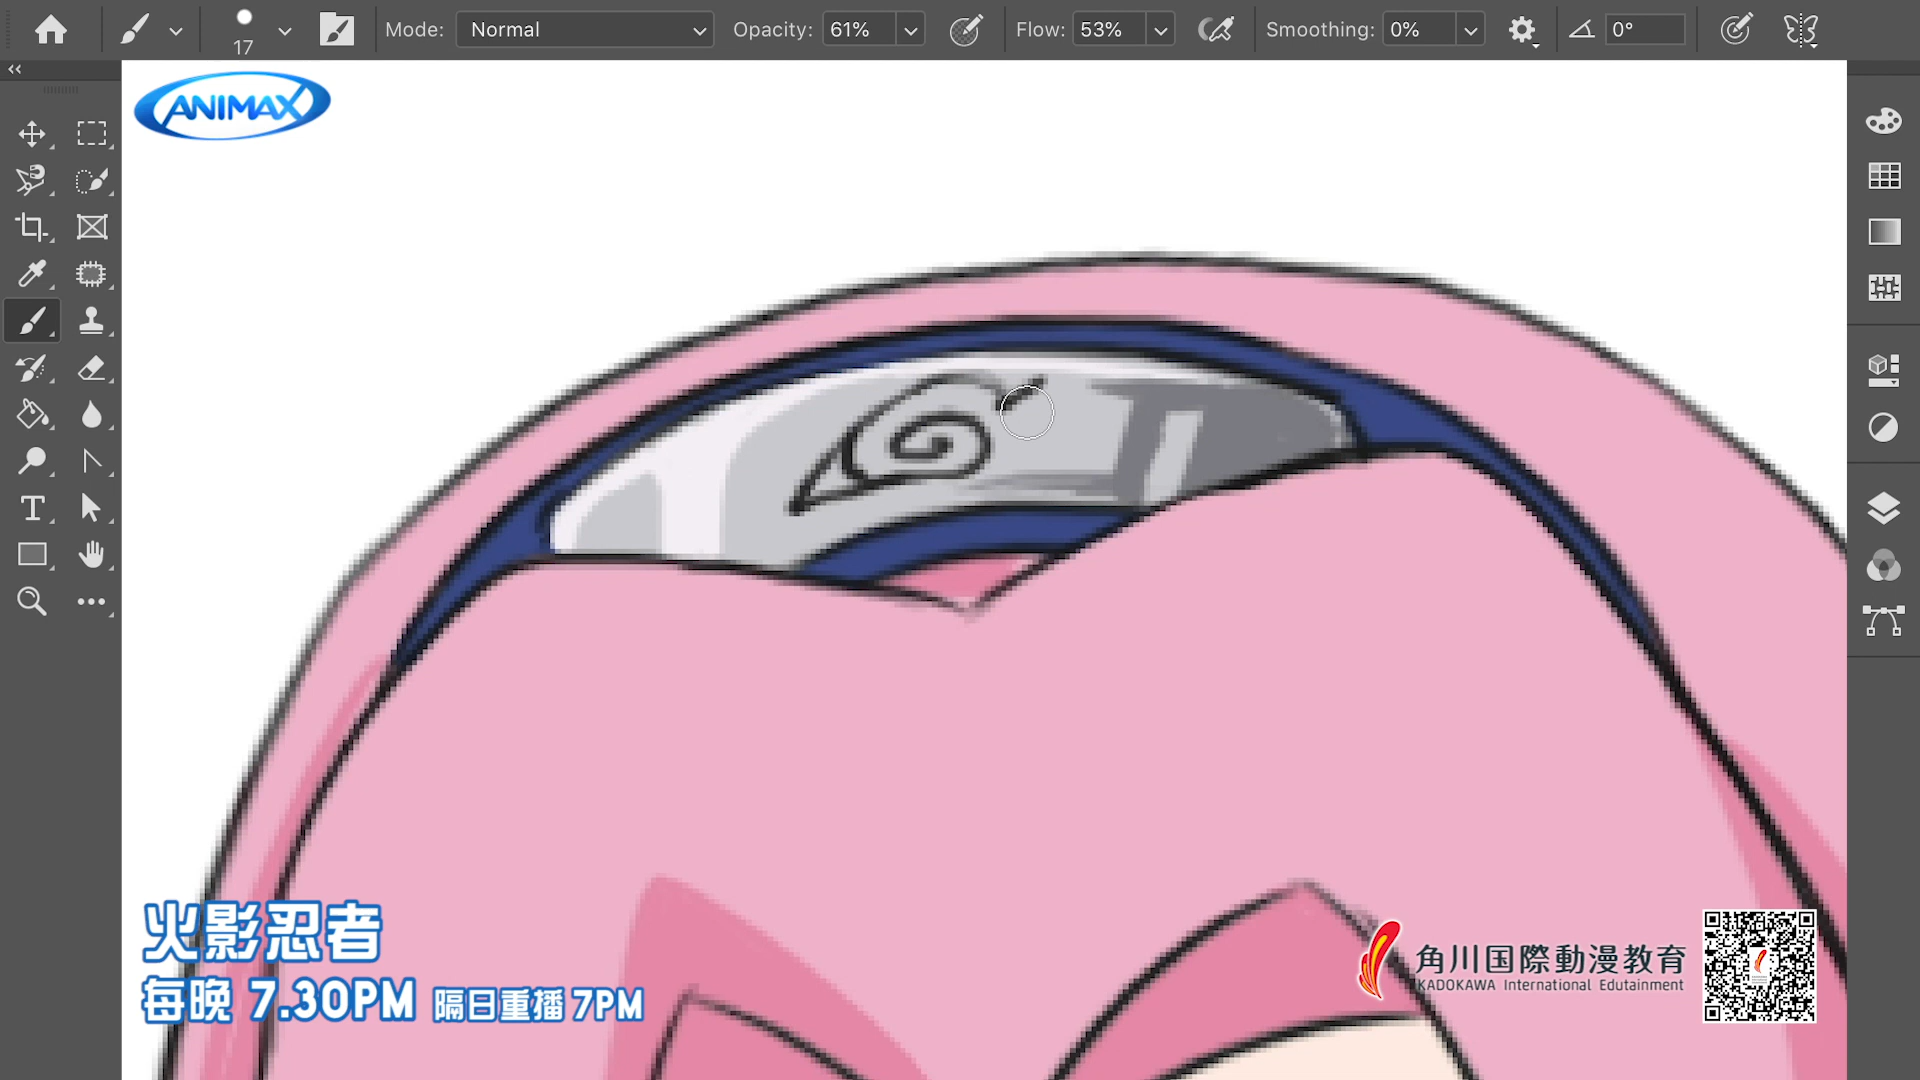 17
Mode: Normal
Opacity: 61%
Flow: 53%
Smoothing: 0%
0°
ANIMAX
T
火影忍者
每晚 7.30PM 隔日重播 7PM
角川国際動漫教育
KADOKAWA International Edutainment